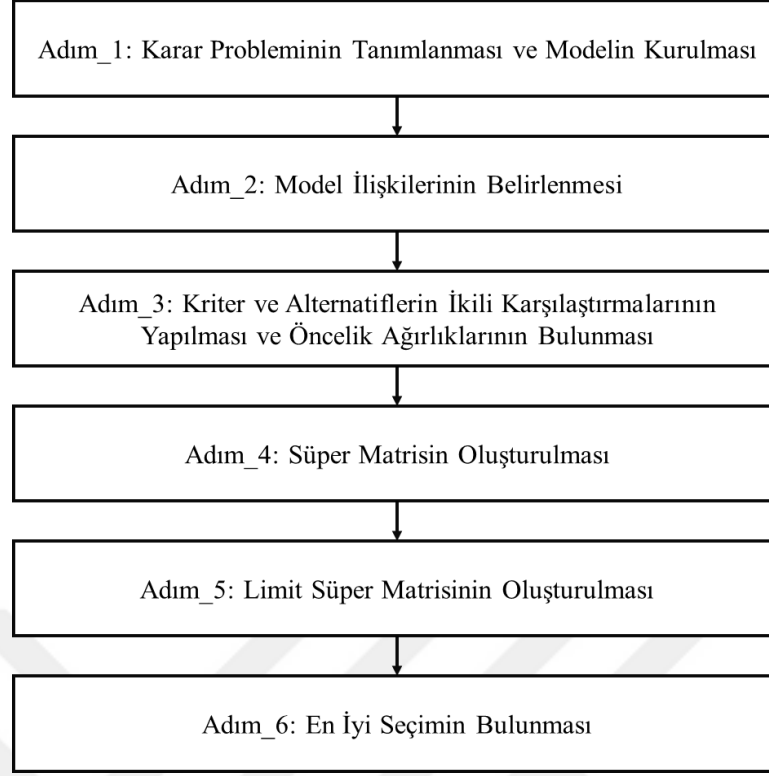 Adım_1: Karar Probleminin Tanımlanması ve Modelin Kurulması
Adım_2: Model İlişkilerinin Belirlenmesi
Adım_3: Kriter ve Alternatiflerin İkili Karşılaştırmalarının
Yapılması ve Öncelik Ağırlıklarının Bulunması
Adım_4: Süper Matrisin Oluşturulması
Adım_5: Limit Süper Matrisinin Oluşturulması
Adım_6: En İyi Seçimin Bulunması